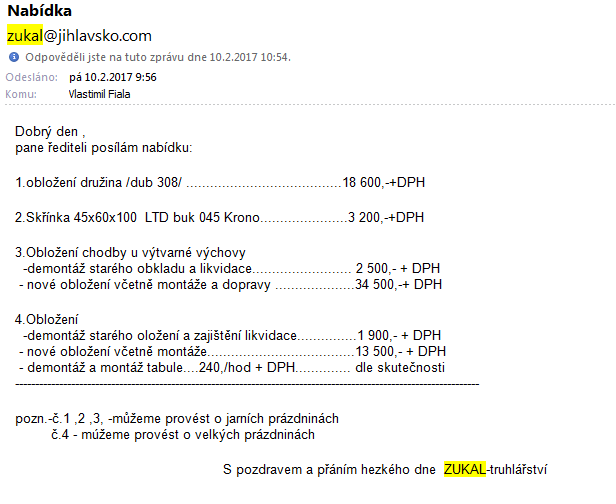 Nabídka
zukal@jihlavsko.com
Odpověděli jste na tuto zprávu dne 10.2.2017 10:54.
Odesláno: pá 10.2.2017 9:56
Komu: Vlastimil Fiala
Dobrý den ,
pane řediteli posílám nabídku:
1.obložení družina /dub 308/ .......................................18 600,-+DPH
2.Skřínka 45x60x100 LTD buk 045 Krono......................3 200,-+DPH
3.Obložení chodby u výtvarné výchovy
-demontáž starého obkladu a likvidace......................... 2 500,- + DPH
- nové obložení včetně montáže a dopravy ....................34 500,-+ DPH
4.Obložení
-demontáž starého oložení a zajištění likvidace...............1 900,- + DPH
- nové obložení včetně montáže.....................................13 500,- + DPH
- demontáž a montáž tabule....240,/hod + DPH.............. dle skutečnosti
--------------------------------------------------------------------------------------------------------------------
pozn.-č.1 ,2 ,3, -můžeme provést o jarních prázdninách
č.4 - múžeme provést o velkých prázdninách
S pozdravem a přáním hezkého dne ZUKAL-truhlářství